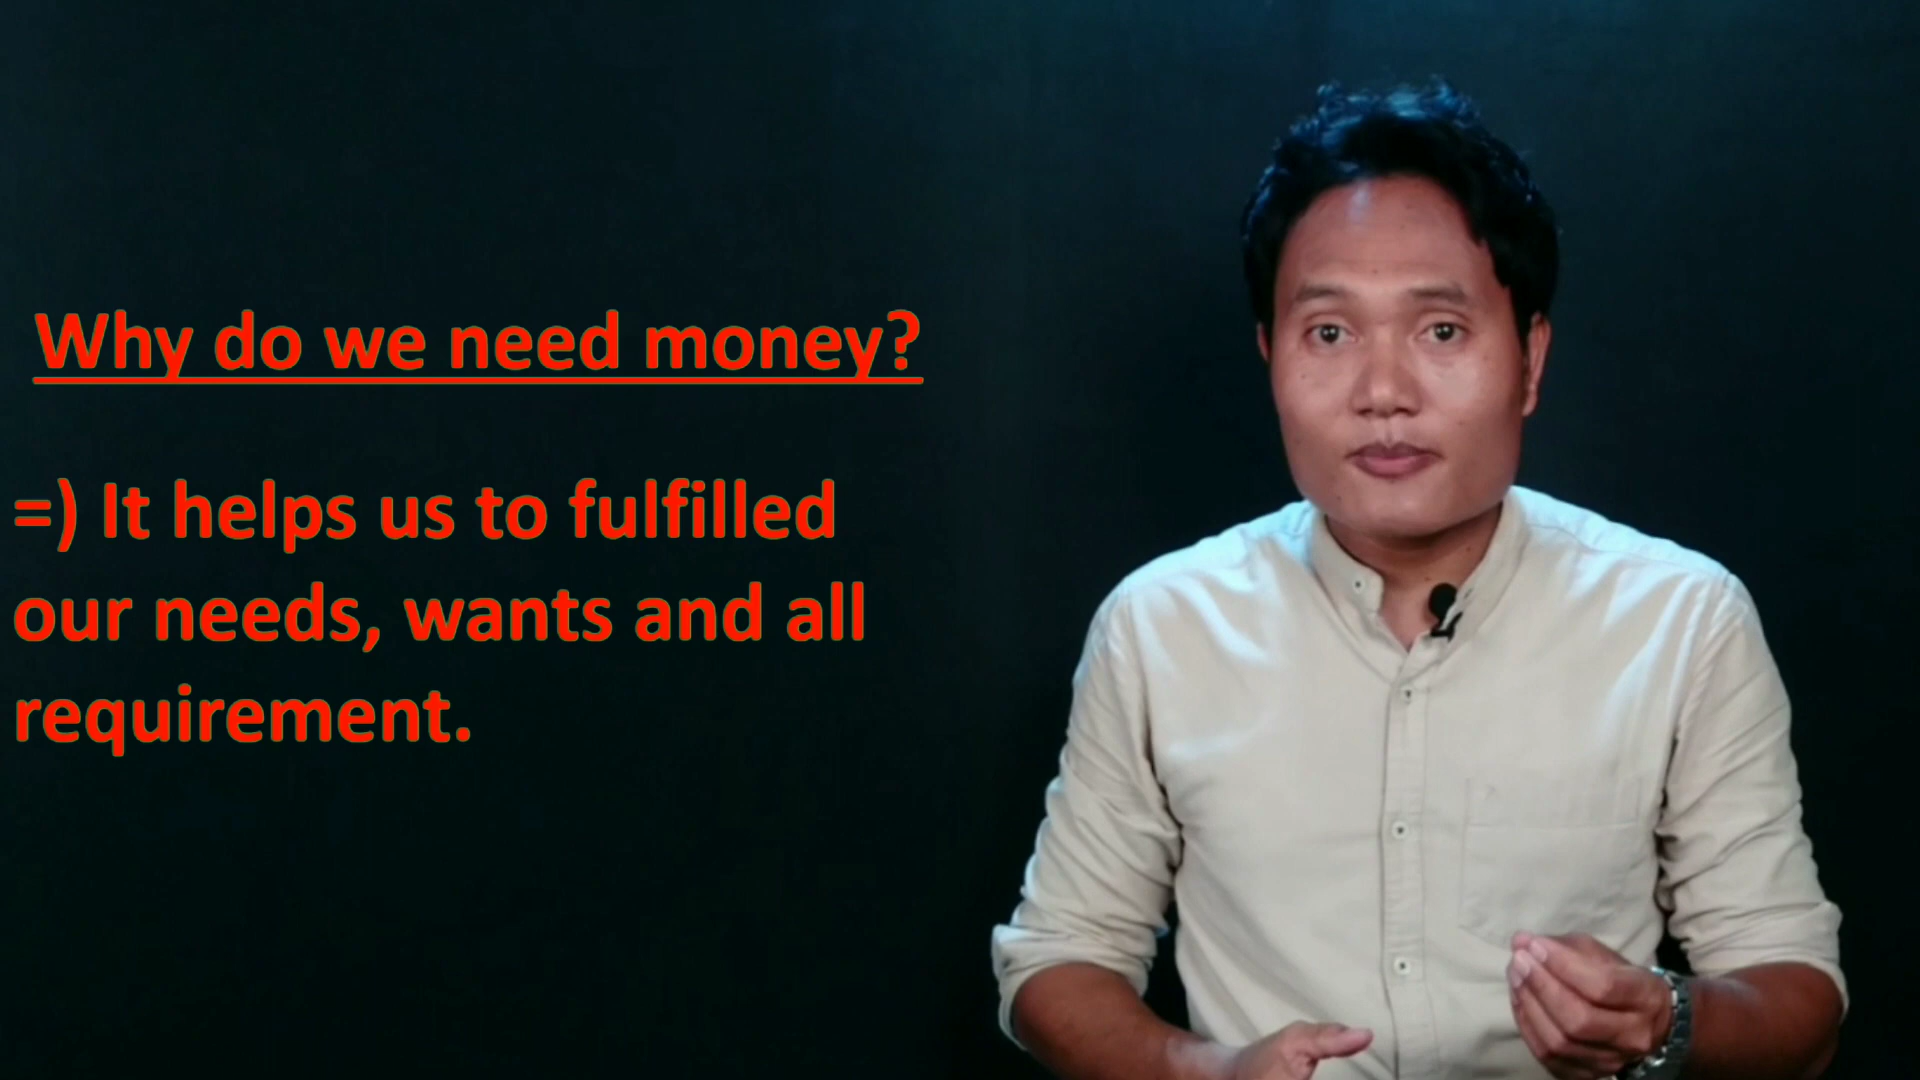 Why do we need money?
=) It helps us to fulfilled
our needs, wants and all
requirement.